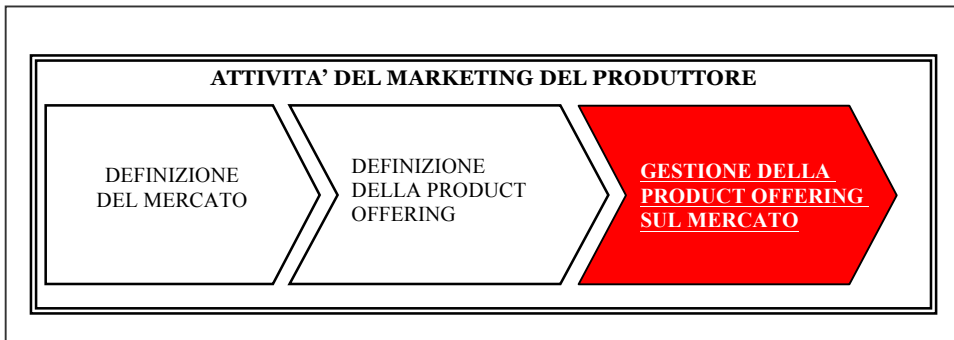 ATTIVITA’ DEL MARKETING DEL PRODUTTORE
DEFINIZIONE
DEL MERCATO
DEFINIZIONE
DELLA PRODUCT
OFFERING
GESTIONE DELLA
PRODUCT OFFERING
SUL MERCATO